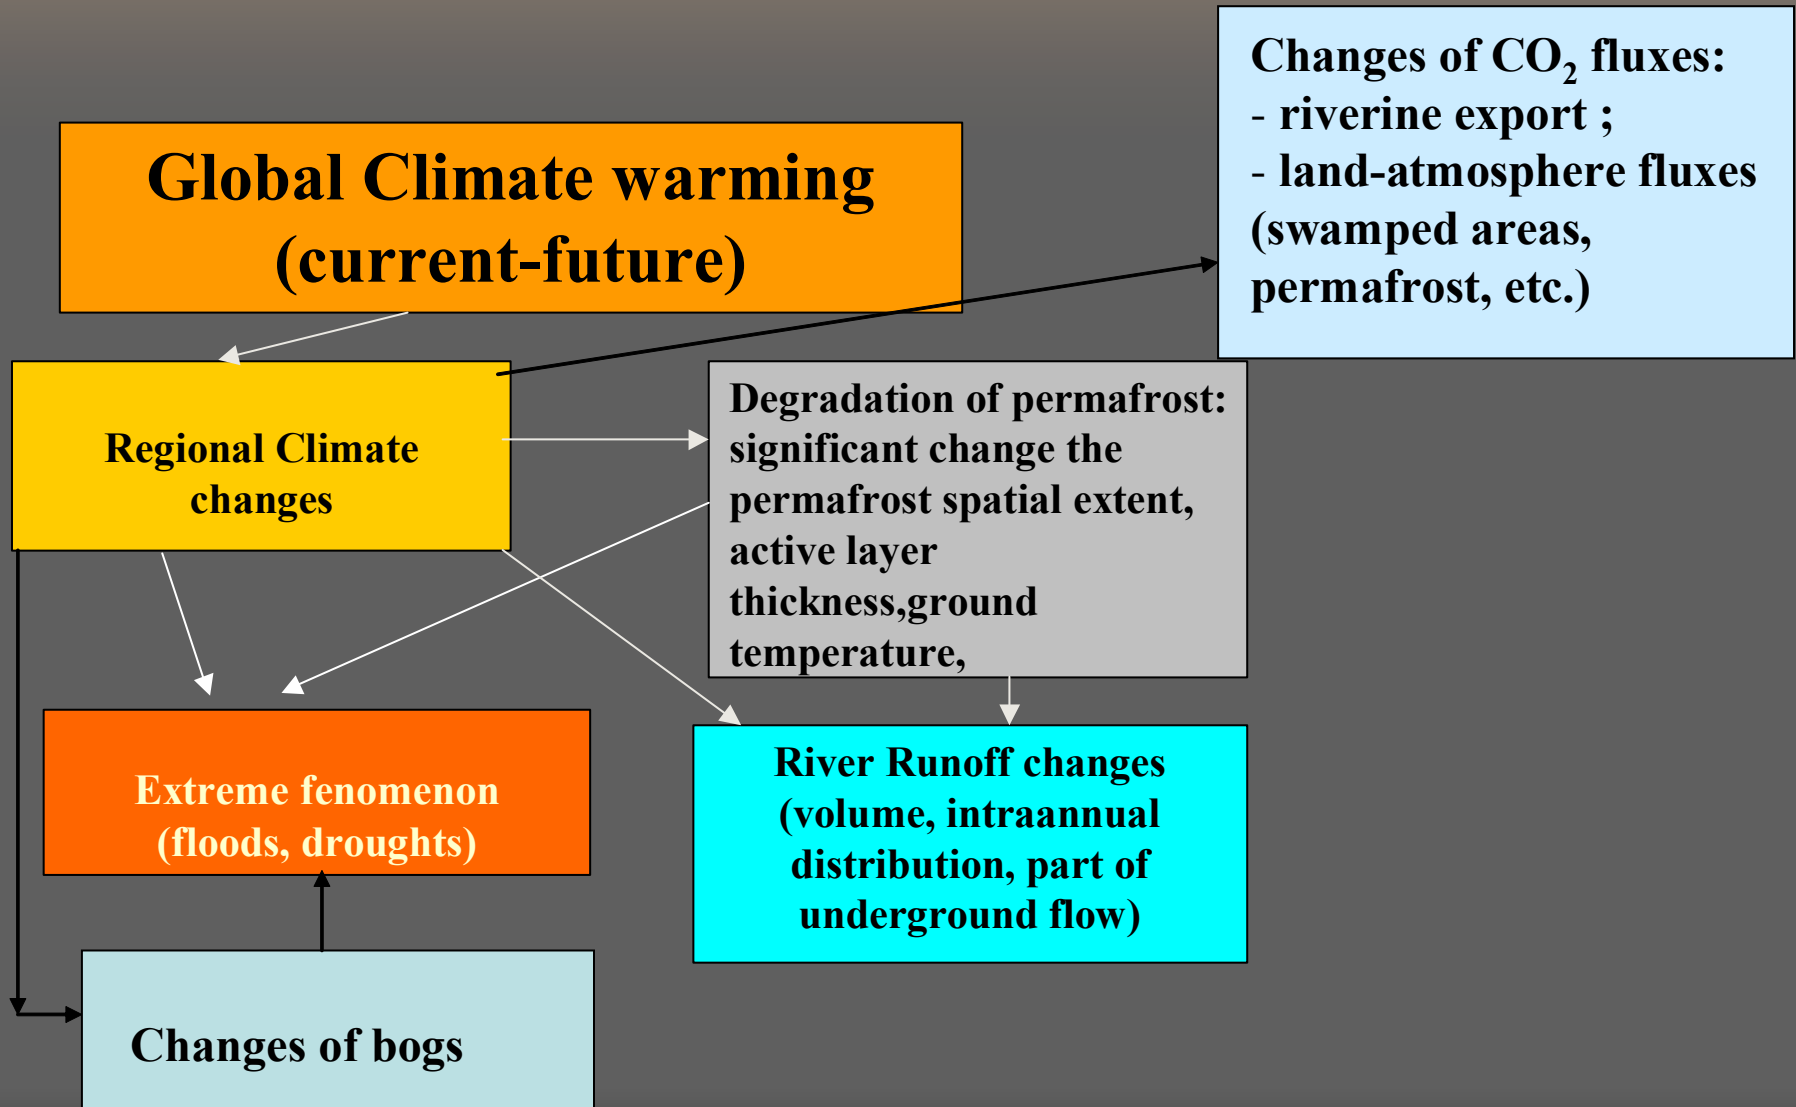 Global Climate warming
(current-future)
Changes of CO₂ fluxes:
- riverine export ;
- land-atmosphere fluxes
(swamped areas,
permafrost, etc.)
Regional Climate
changes
Degradation of permafrost:
significant change the
permafrost spatial extent,
active layer
thickness,ground
temperature,
Extreme fenomenon
(floods, droughts)
River Runoff changes
(volume, intraannual
distribution, part of
underground flow)
Changes of bogs